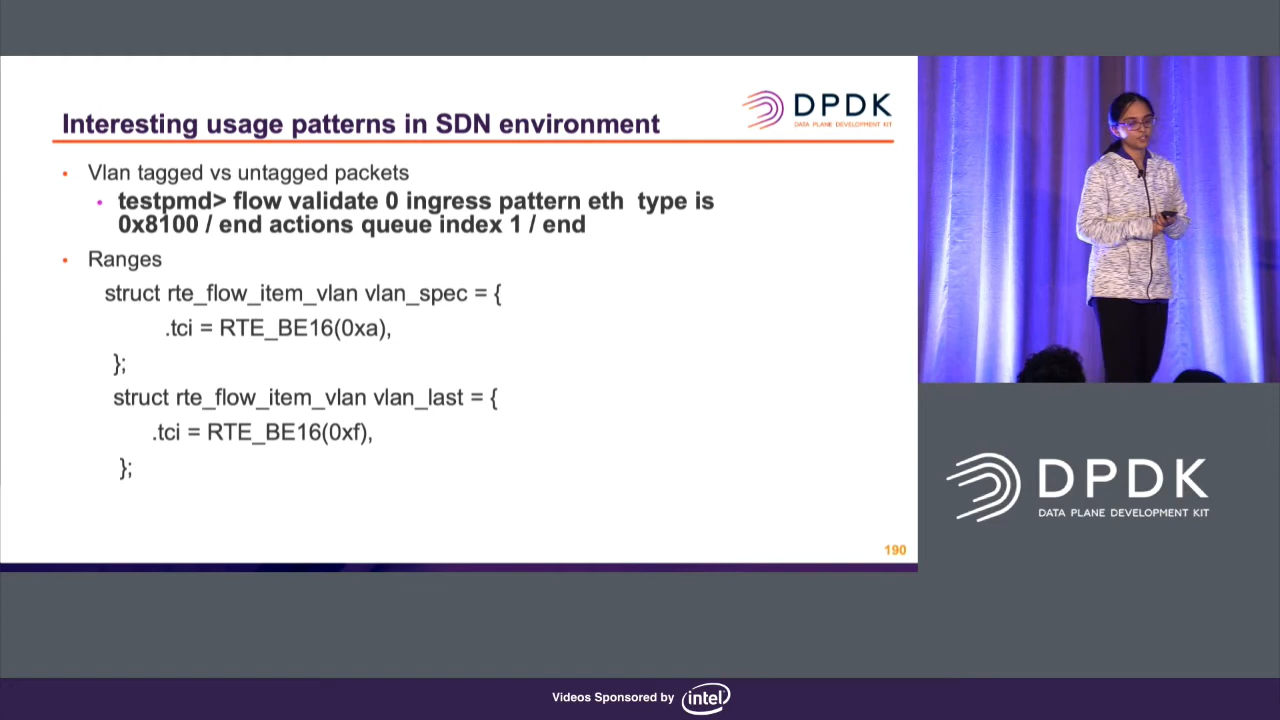 Interesting usage patterns in SDN environment
DPDK
DATA PLANE DEVELOPMENT KIT
• Vlan tagged vs untagged packets
• testpmd> flow validate 0 ingress pattern eth type is
0x8100 / end actions queue index 1 / end
• Ranges
struct rte_flow_item_vlan vlan_spec = {
.tci = RTE_BE16(0xa),
};
struct rte_flow_item_vlan vlan_last = {
.tci = RTE_BE16(0xf),
};
190
DPDK
DATA PLANE DEVELOPMENT KIT
Videos Sponsored by intel